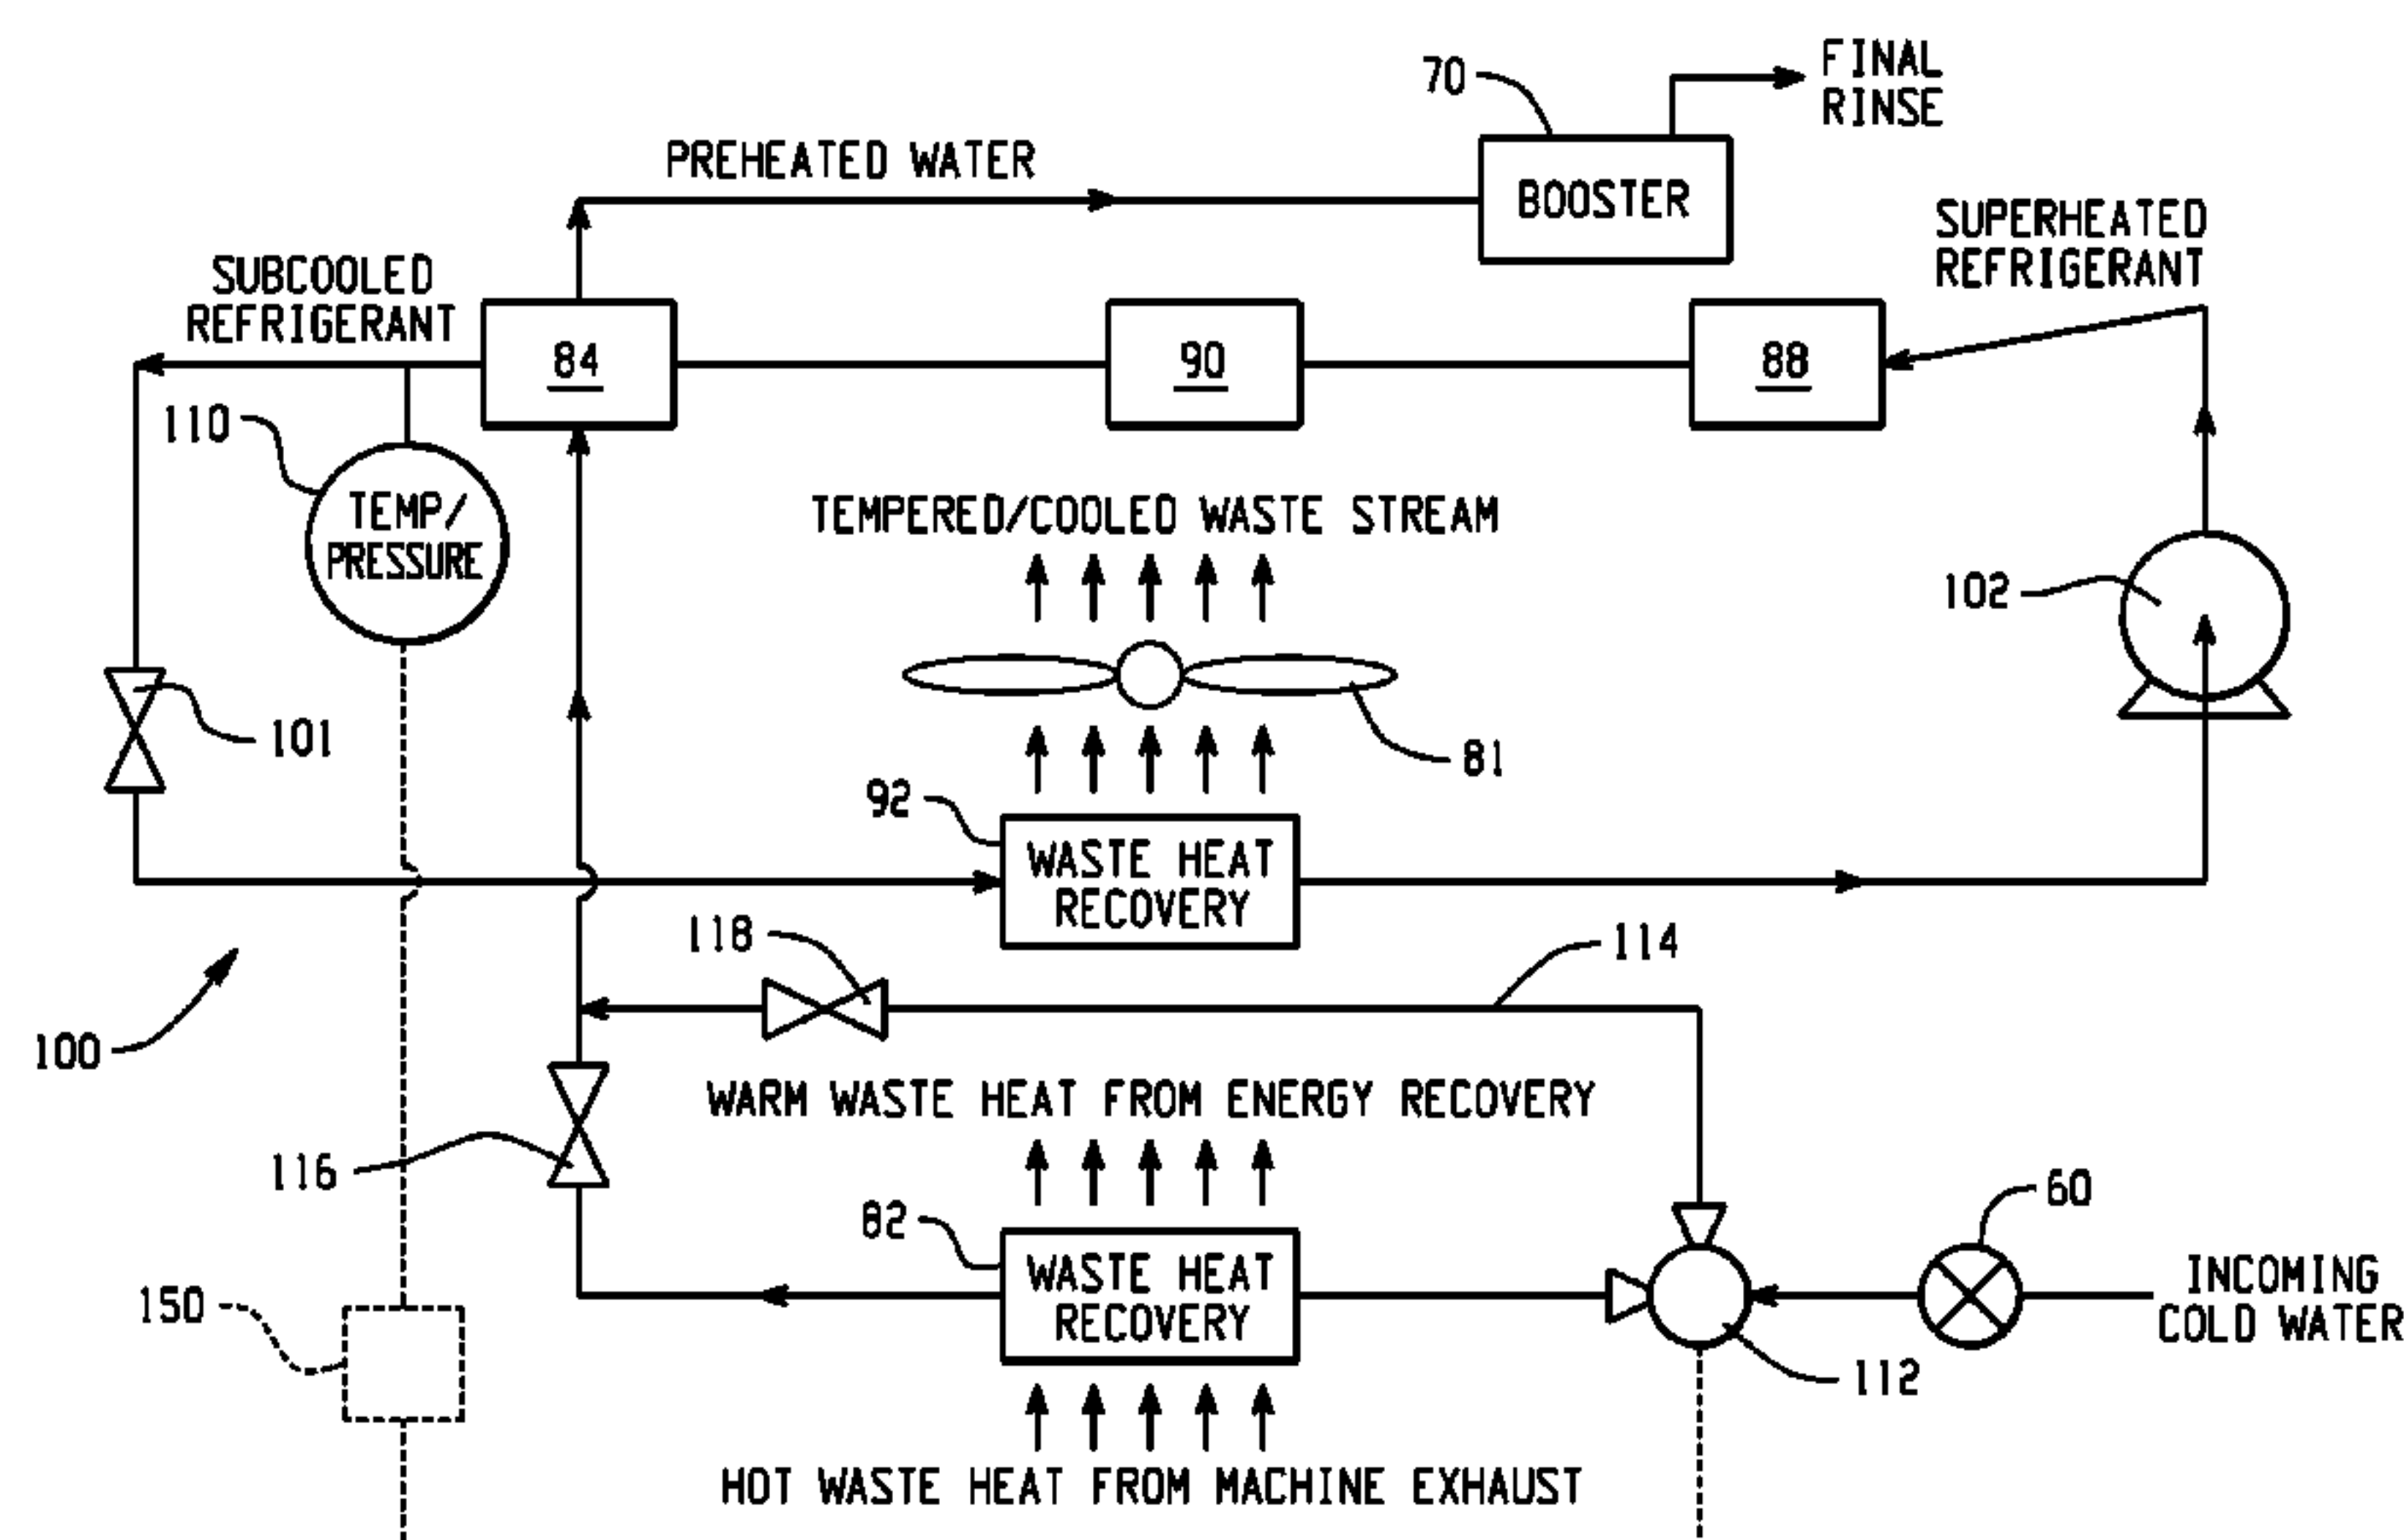 70
FINAL
RINSE
PREHEATED WATER
BOOSTER
SUPERHEATED
REFRIGERANT
SUBCOOLED
REFRIGERANT
84
90
88
110
TEMP/
PRESSURE
TEMPERED/COOLED WASTE STREAM
102
101
81
92
WASTE HEAT
RECOVERY
118
114
100
WARM WASTE HEAT FROM ENERGY RECOVERY
116
60
82
WASTE HEAT
RECOVERY
INCOMING
COLD WATER
150
112
HOT WASTE HEAT FROM MACHINE EXHAUST